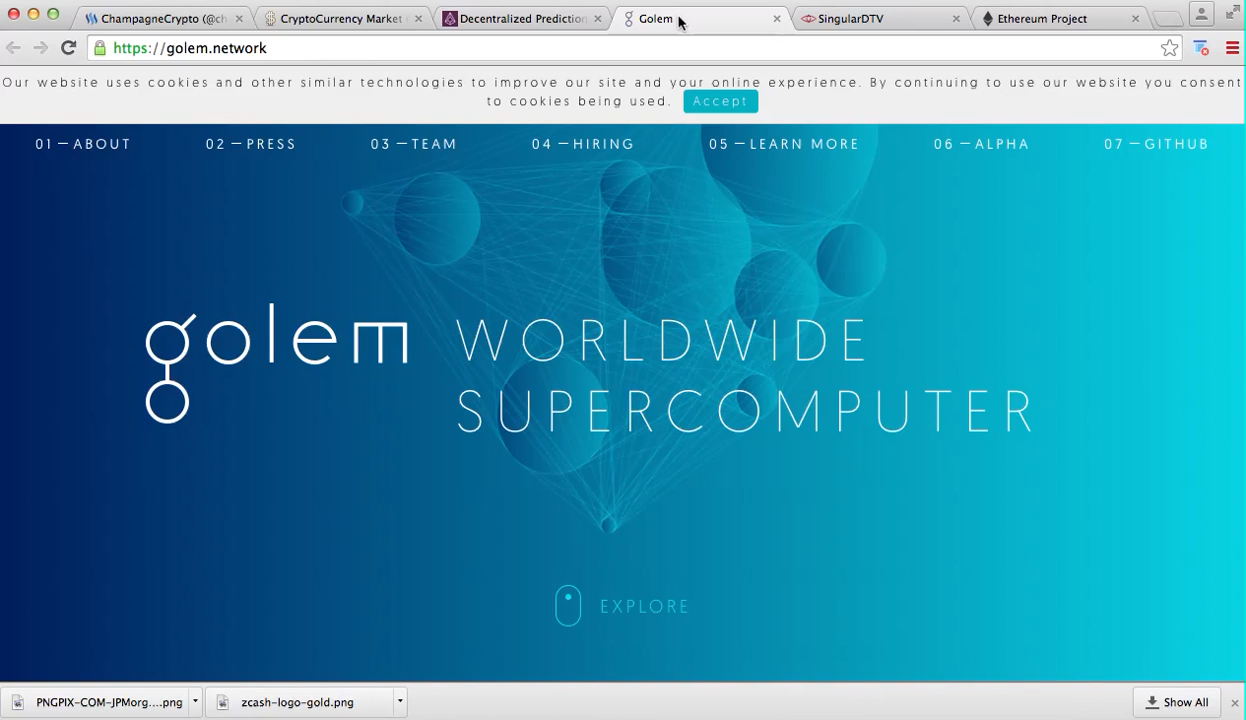 ChampagneCrypto (@ch
CryptoCurrency Market
Decentralized Prediction
Golem
SingularDTV
Ethereum Project
https://golem.network
Our website uses cookies and other similar technologies to improve our site and your online experience. By continuing to use our website you consent
to cookies being used. Accept
01 — ABOUT
02 — PRESS
03 — TEAM
04 — HIRING
05 — LEARN MORE
06 — ALPHA
07 — GITHUB
golem
WORLDWIDE
SUPERCOMPUTER
EXPLORE
PNGPIX-COM-JPMorg....png
zcash-logo-gold.png
Show All